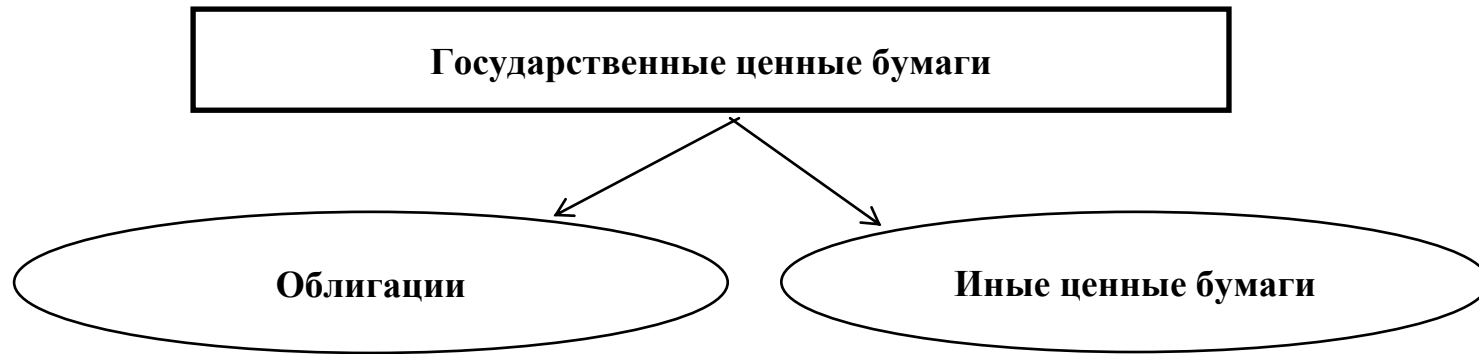 Государственные ценные бумаги
Облигации
Иные ценные бумаги